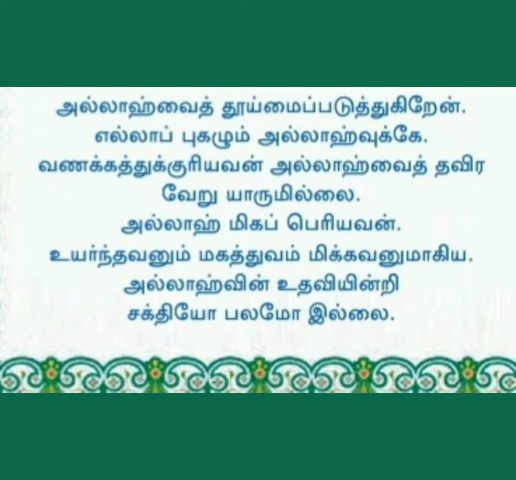 அல்லாஹ்வைத் தூய்மைப்படுத்துகிறேன்.
எல்லாப் புகழும் அல்லாஹ்வுக்கே.
வணக்கத்துக்குரியவன் அல்லாஹ்வைத் தவிர
வேறு யாருமில்லை.
அல்லாஹ் மிகப் பெரியவன்.
உயர்ந்தவனும் மகத்துவம் மிக்கவனுமாகிய.
அல்லாஹ்வின் உதவியின்றி
சக்தியோ பலமோ இல்லை.